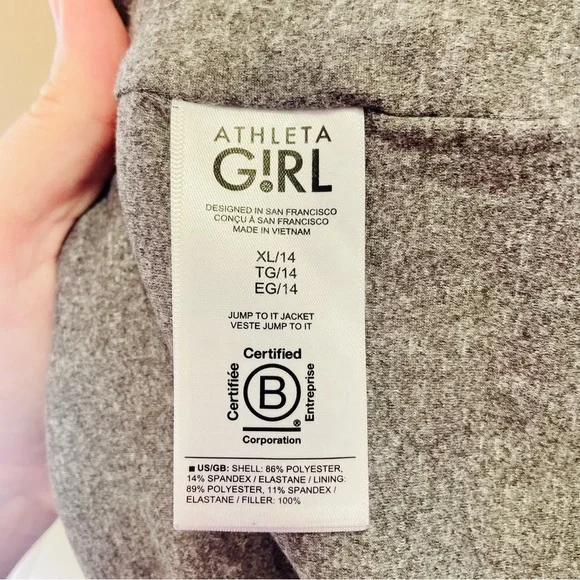 ATHLETA
G!RL
DESIGNED IN SAN FRANCISCO
CONÇU À SAN FRANCISCO
MADE IN VIETNAM
XL/14
TG/14
EG/14
JUMP TO IT JACKET
VESTE JUMP TO IT
Certified
Certifiée
B
®
Entreprise
Corporation
■ US/GB: SHELL: 86% POLYESTER,
14% SPANDEX / ELASTANE / LINING:
89% POLYESTER, 11% SPANDEX /
ELASTANE / FILLER: 100%